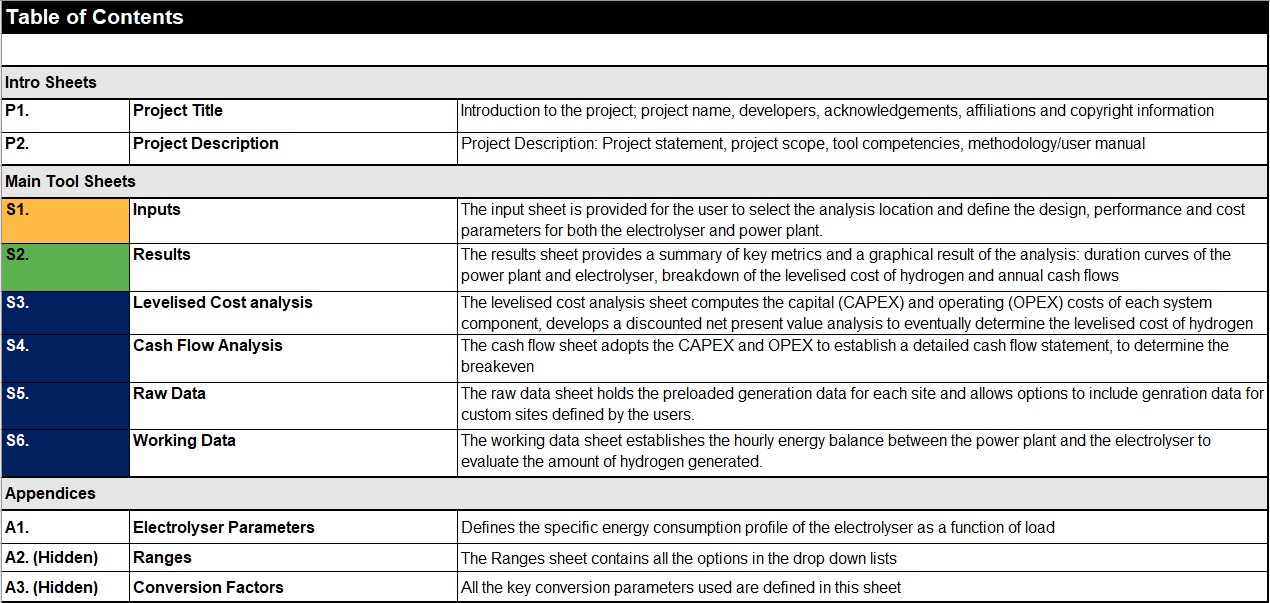 Table of Contents
Intro Sheets
P1. Project Title Introduction to the project; project name, developers, acknowledgements, affiliations and copyright information
P2. Project Description Project Description: Project statement, project scope, tool competencies, methodology/user manual
Main Tool Sheets
S1. Inputs The input sheet is provided for the user to select the analysis location and define the design, performance and cost
parameters for both the electrolyser and power plant.
S2. Results The results sheet provides a summary of key metrics and a graphical result of the analysis: duration curves of the
power plant and electrolyser, breakdown of the levelised cost of hydrogen and annual cash flows
S3. Levelised Cost analysis The levelised cost analysis sheet computes the capital (CAPEX) and operating (OPEX) costs of each system
component, develops a discounted net present value analysis to eventually determine the levelised cost of hydrogen
S4. Cash Flow Analysis The cash flow sheet adopts the CAPEX and OPEX to establish a detailed cash flow statement, to determine the
breakeven
S5. Raw Data The raw data sheet holds the preloaded generation data for each site and allows options to include genration data for
custom sites defined by the users.
S6. Working Data The working data sheet establishes the hourly energy balance between the power plant and the electrolyser to
evaluate the amount of hydrogen generated.
Appendices
A1. Electrolyser Parameters Defines the specific energy consumption profile of the electrolyser as a function of load
A2. (Hidden) Ranges The Ranges sheet contains all the options in the drop down lists
A3. (Hidden) Conversion Factors All the key conversion parameters used are defined in this sheet